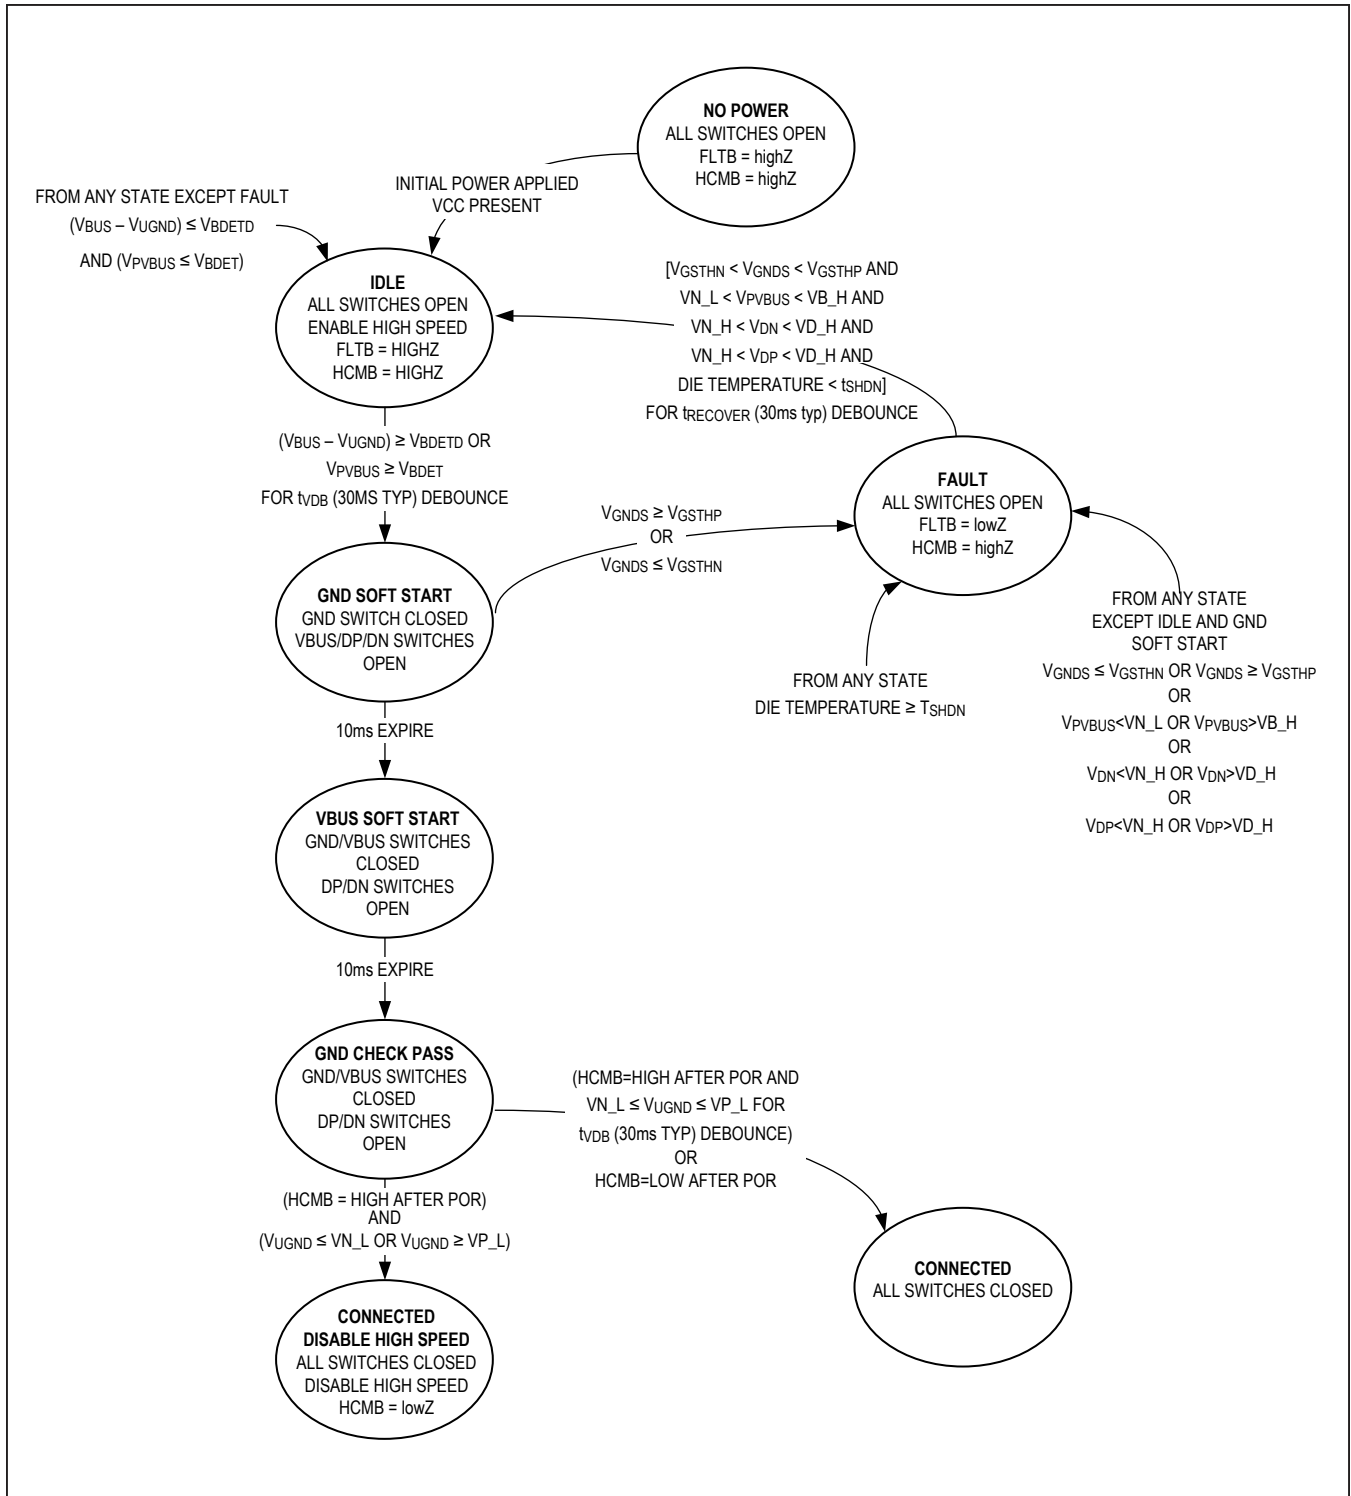 NO POWER
ALL SWITCHES OPEN
FLTB = highZ
HCMB = highZ
INITIAL POWER APPLIED
VCC PRESENT
FROM ANY STATE EXCEPT FAULT
(VBUS – VUGND) ≤ VBDETD
AND (VPVBUS ≤ VBDET)
IDLE
ALL SWITCHES OPEN
ENABLE HIGH SPEED
FLTB = HIGHZ
HCMB = HIGHZ
[VGSTHN < VGNDS < VGSTHP AND
VN_L < VPVBUS < VB_H AND
VN_H < VDN < VD_H AND
VN_H < VDP < VD_H AND
DIE TEMPERATURE < tSHDN]
FOR tRECOVER (30ms typ) DEBOUNCE
(VBUS – VUGND) ≥ VBDETD OR
VPVBUS ≥ VBDET
FOR tVDB (30MS TYP) DEBOUNCE
FAULT
ALL SWITCHES OPEN
FLTB = lowZ
HCMB = highZ
VGNDS ≥ VGSTHP
OR
VGNDS ≤ VGSTHN
GND SOFT START
GND SWITCH CLOSED
VBUS/DP/DN SWITCHES
OPEN
FROM ANY STATE
DIE TEMPERATURE ≥ TSHDN
FROM ANY STATE
EXCEPT IDLE AND GND
SOFT START
VGNDS ≤ VGSTHN OR VGNDS ≥ VGSTHP
OR
VPVBUS<VN_L OR VPVBUS>VB_H
OR
VDN<VN_H OR VDN>VD_H
OR
VDP<VN_H OR VDP>VD_H
10ms EXPIRE
VBUS SOFT START
GND/VBUS SWITCHES
CLOSED
DP/DN SWITCHES
OPEN
10ms EXPIRE
GND CHECK PASS
GND/VBUS SWITCHES
CLOSED
DP/DN SWITCHES
OPEN
(HCMB=HIGH AFTER POR AND
VN_L ≤ VUGND ≤ VP_L FOR
tVDB (30ms TYP) DEBOUNCE)
OR
HCMB=LOW AFTER POR
(HCMB = HIGH AFTER POR)
AND
(VUGND ≤ VN_L OR VUGND ≥ VP_L)
CONNECTED
ALL SWITCHES CLOSED
CONNECTED
DISABLE HIGH SPEED
ALL SWITCHES CLOSED
DISABLE HIGH SPEED
HCMB = lowZ